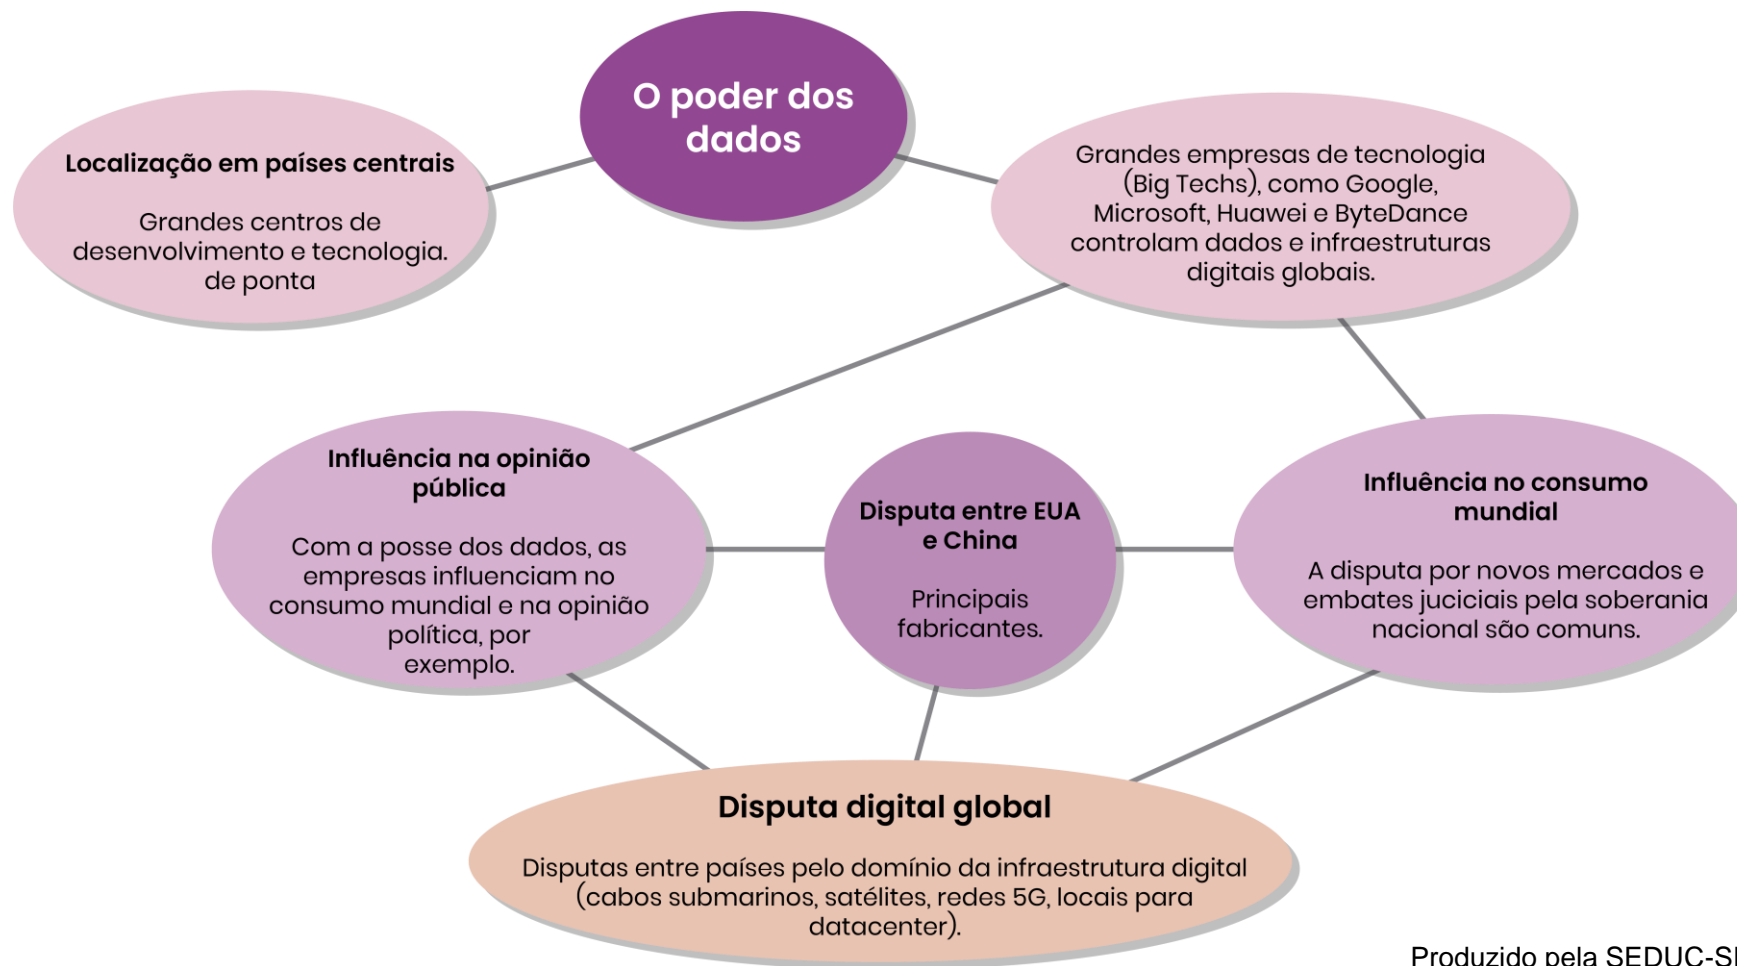 O poder dos
dados
Localização em países centrais
Grandes centros de
desenvolvimento e tecnologia.
de ponta
Grandes empresas de tecnologia
(Big Techs), como Google,
Microsoft, Huawei e ByteDance
controlam dados e infraestruturas
digitais globais.
Influência na opinião
pública
Com a posse dos dados, as
empresas influenciam no
consumo mundial e na opinião
política, por
exemplo.
Disputa entre EUA
e China
Principais
fabricantes.
Influência no consumo
mundial
A disputa por novos mercados e
embates juciciais pela soberania
nacional são comuns.
Disputa digital global
Disputas entre países pelo domínio da infraestrutura digital
(cabos submarinos, satélites, redes 5G, locais para
datacenter).
Produzido pela